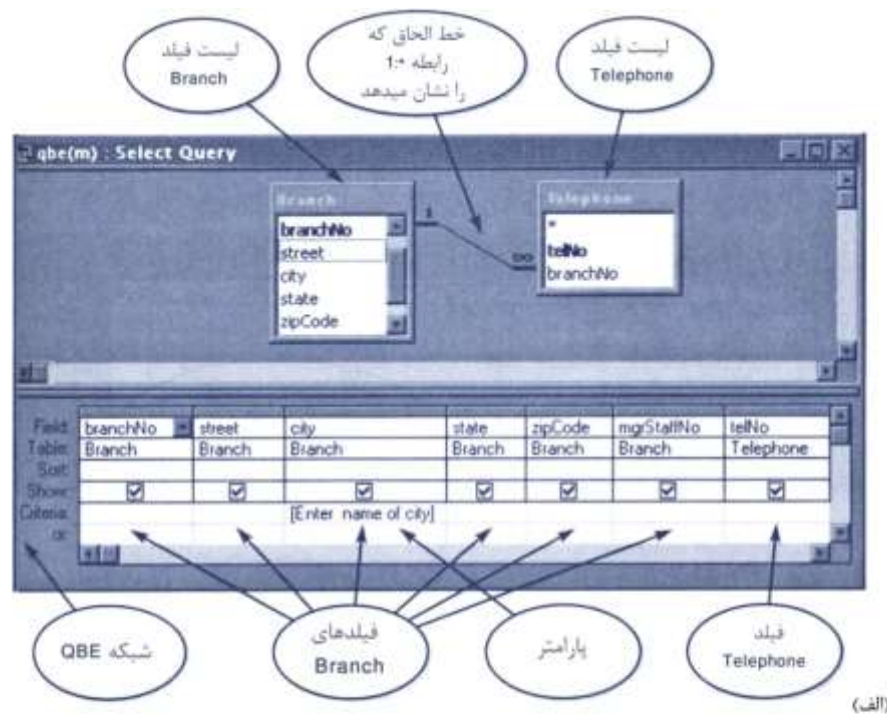 لیست فیلد
Branch
خط الحاق که
رابطه *:1
را نشان میدهد
لیست فیلد
Telephone
qbe(m) : Select Query
Branch
branchNo
street
city
state
zipCode
1
∞
Telephone
*
telNo
branchNo
Field: branchNo street city state zipCode mgrStaffNo telNo
Table: Branch Branch Branch Branch Branch Branch Telephone
Sort:
Show:
Criteria: [Enter name of city]
or:
شبکه QBE
فیلدهای
Branch
پارامتر
فیلد
Telephone
(الف)